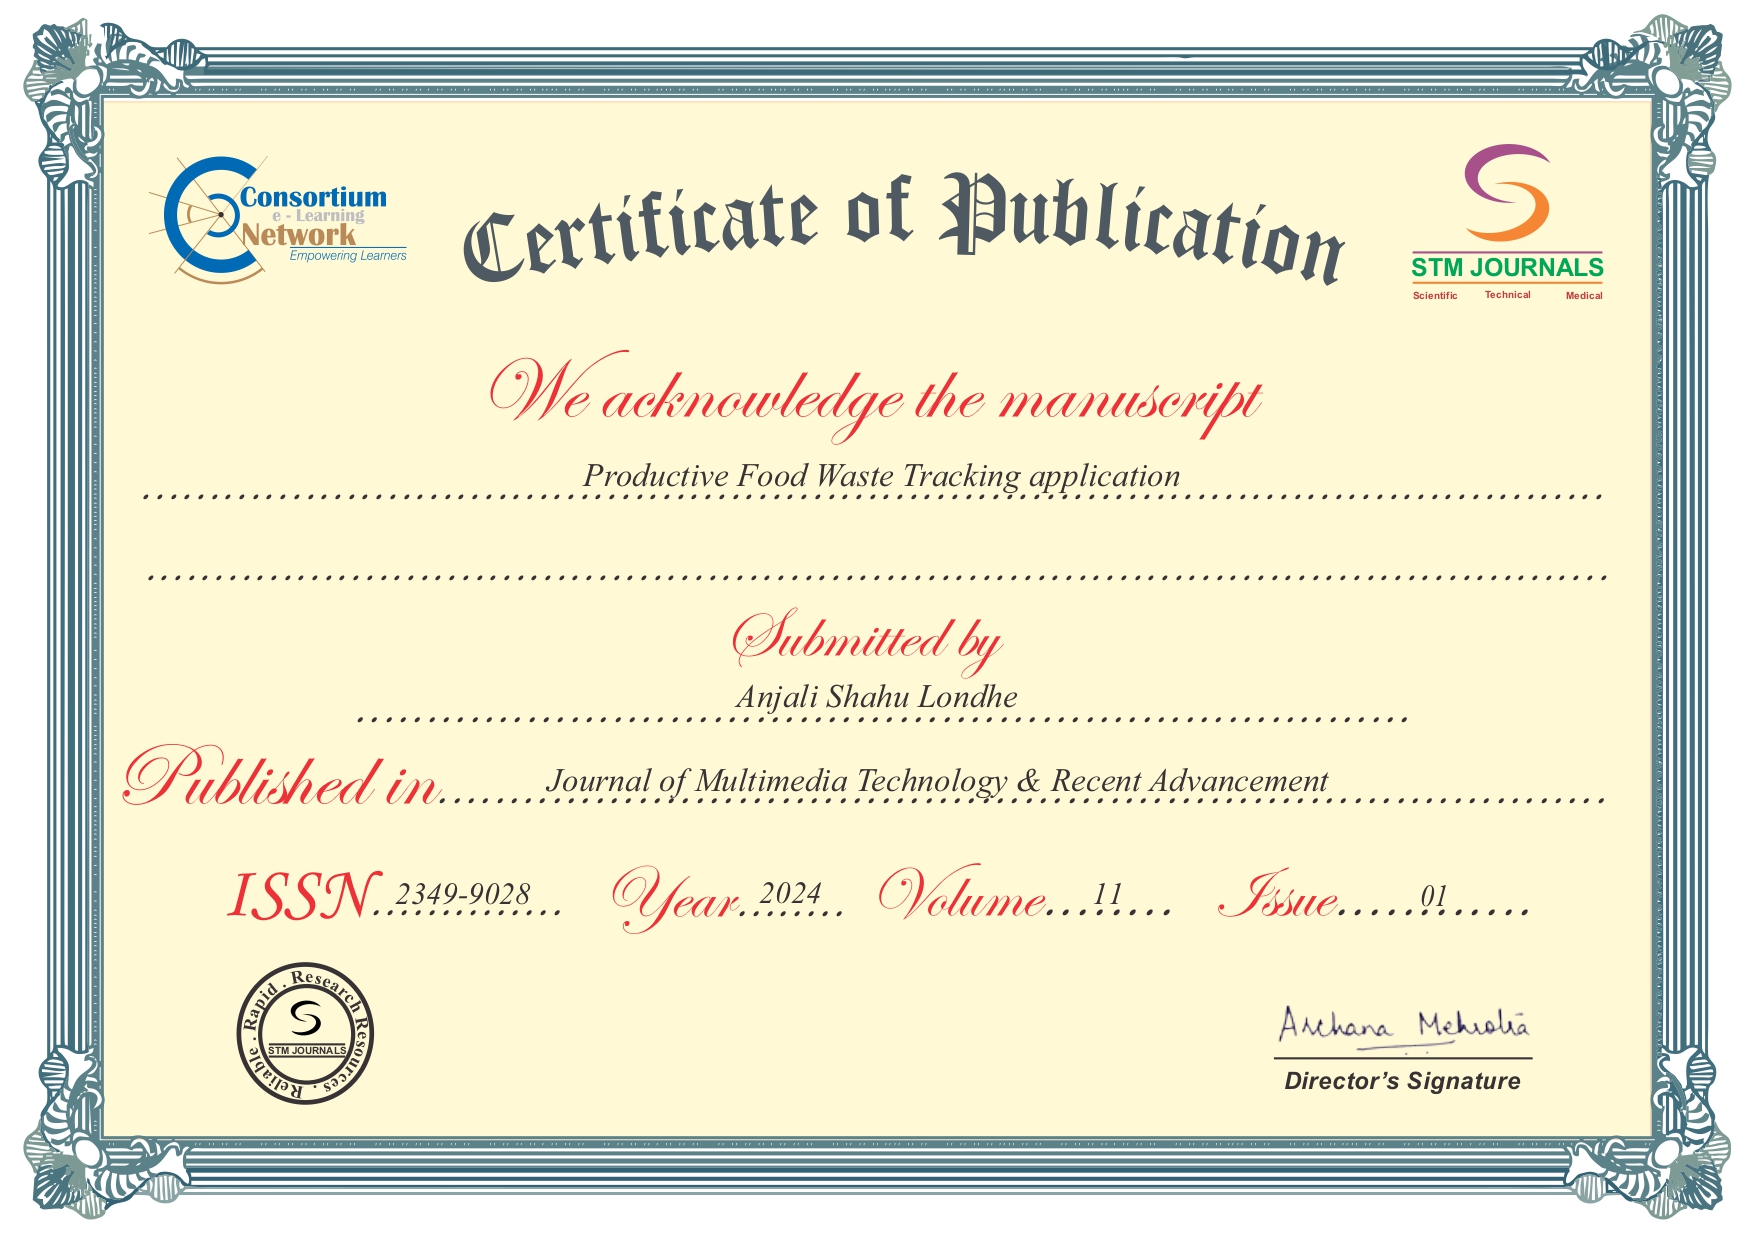 Consortium
e - Learning
Network
Empowering Learners
Certificate of Publication
STM JOURNALS
Scientific Technical Medical
We acknowledge the manuscript
Productive Food Waste Tracking application
Submitted by
Anjali Shahu Londhe
Published in Journal of Multimedia Technology & Recent Advancement
ISSN 2349-9028 Year 2024 Volume 11 Issue 01
Rapid . Research Resources . Reliable .
STM JOURNALS
Archana Mehrotra
Director’s Signature